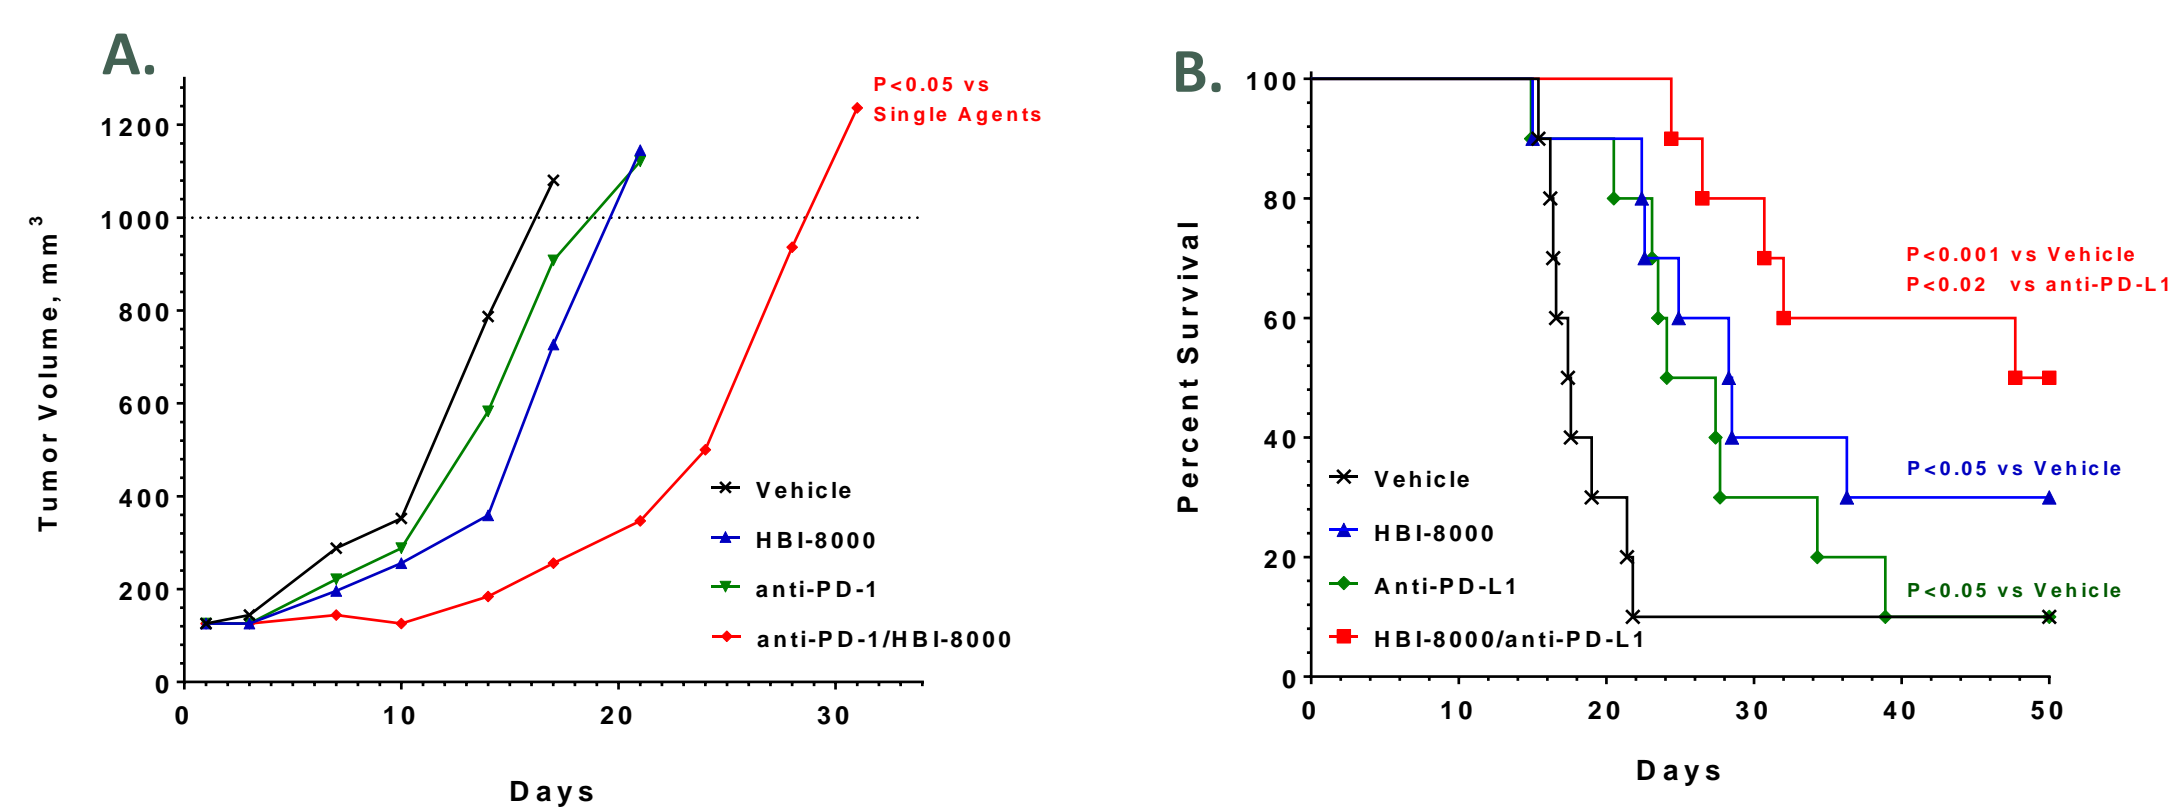 A.
P<0.05 vs
Single Agents
1200
1000
800
600
400
200
0
Tumor Volume, mm3
Vehicle
HBI-8000
anti-PD-1
anti-PD-1/HBI-8000
0 10 20 30
Days
B.
100
80
60
40
20
0
Percent Survival
P<0.001 vs Vehicle
P<0.02 vs anti-PD-L1
P<0.05 vs Vehicle
P<0.05 vs Vehicle
Vehicle
HBI-8000
Anti-PD-L1
HBI-8000/anti-PD-L1
0 10 20 30 40 50
Days